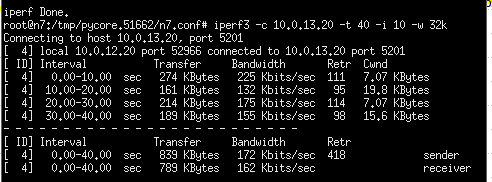 iperf Done.
root@n7:/tmp/pycore.51662/n7.conf# iperf3 -c 10.0.13.20 -t 40 -i 10 -w 32k
Connecting to host 10.0.13.20, port 5201
[  4] local 10.0.12.20 port 52966 connected to 10.0.13.20 port 5201
[ ID] Interval           Transfer     Bandwidth       Retr  Cwnd
[  4]   0.00-10.00  sec   274 KBytes   225 Kbits/sec  111   7.07 KBytes
[  4]  10.00-20.00  sec   161 KBytes   132 Kbits/sec   95   19.8 KBytes
[  4]  20.00-30.00  sec   214 KBytes   175 Kbits/sec  114   7.07 KBytes
[  4]  30.00-40.00  sec   189 KBytes   155 Kbits/sec   98   15.6 KBytes
- - - - - - - - - - - - - - - - - - - - - - - - -
[ ID] Interval           Transfer     Bandwidth       Retr
[  4]   0.00-40.00  sec   839 KBytes   172 Kbits/sec  418             sender
[  4]   0.00-40.00  sec   789 KBytes   162 Kbits/sec                  receiver